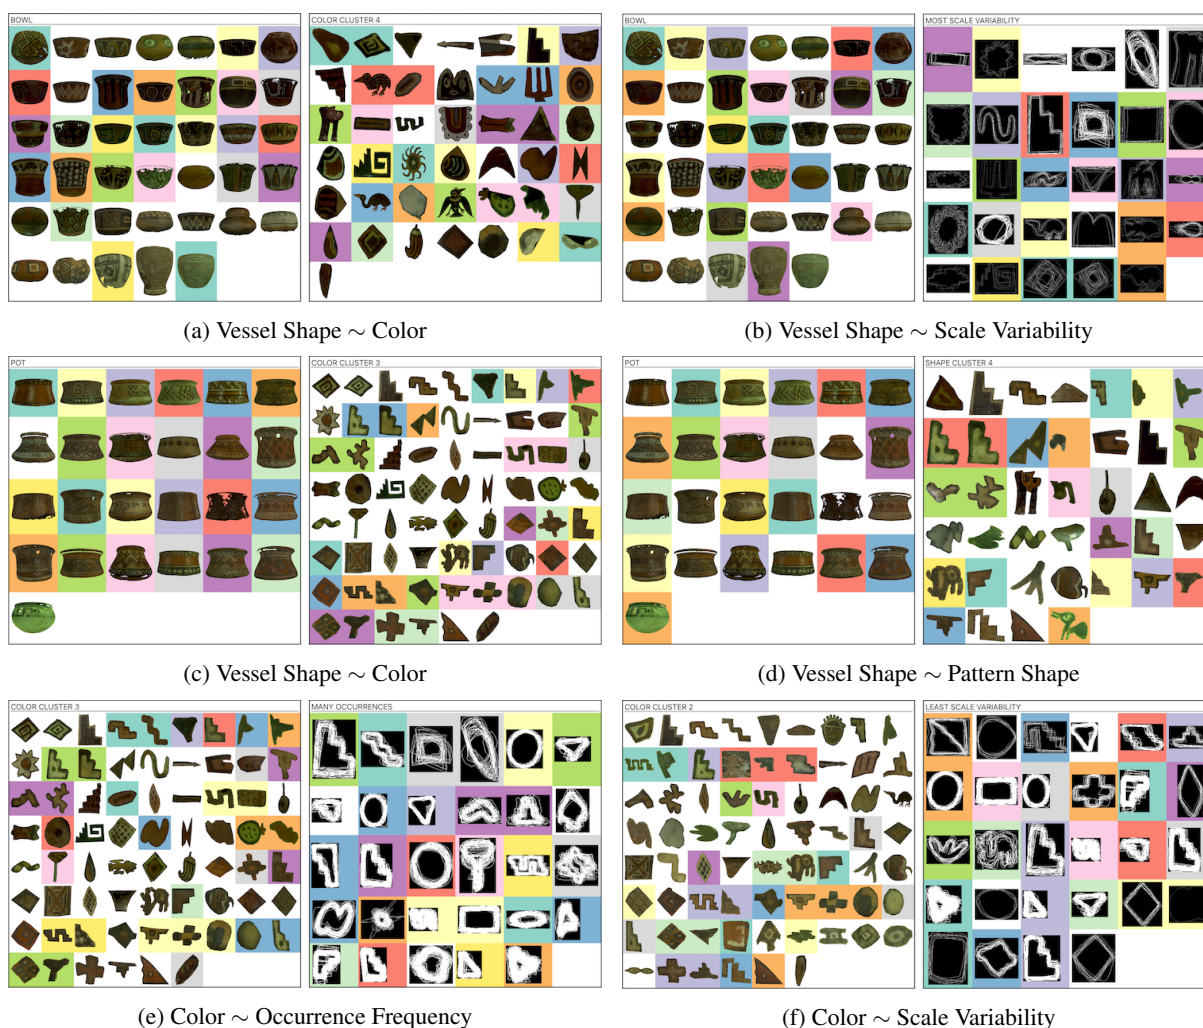 BOWL
COLOR CLUSTER 4
BOWL
MOST SCALE VARIABILITY
(a) Vessel Shape ∼ Color
(b) Vessel Shape ∼ Scale Variability
POT
COLOR CLUSTER 3
POT
SHAPE CLUSTER 4
(c) Vessel Shape ∼ Color
(d) Vessel Shape ∼ Pattern Shape
COLOR CLUSTER 3
MANY OCCURRENCES
COLOR CLUSTER 2
LEAST SCALE VARIABILITY
(e) Color ∼ Occurrence Frequency
(f) Color ∼ Scale Variability